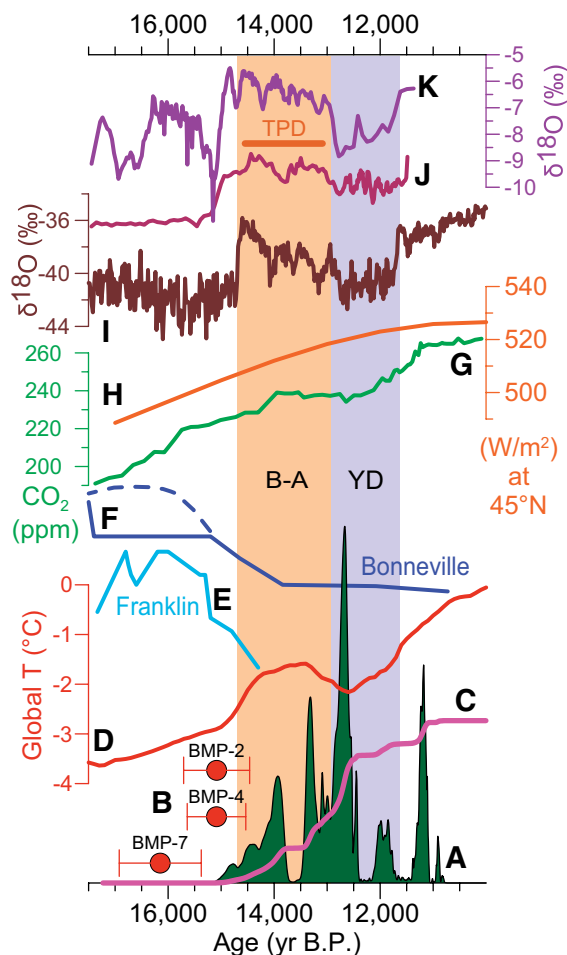 16,000 14,000 12,000
-5
-6
-7
-8
-9
-10
δ18O (‰)
K
TPD
J
-36
-40
-44
δ18O (‰)
I
540
520
500
(W/m²) at 45°N
H
G
260
240
220
200
CO₂ (ppm)
B-A YD
F
Bonneville
Franklin
E
0
-1
-2
-3
-4
Global T (°C)
D
C
BMP-2
B
BMP-4
BMP-7
A
16,000 14,000 12,000
Age (yr B.P.)